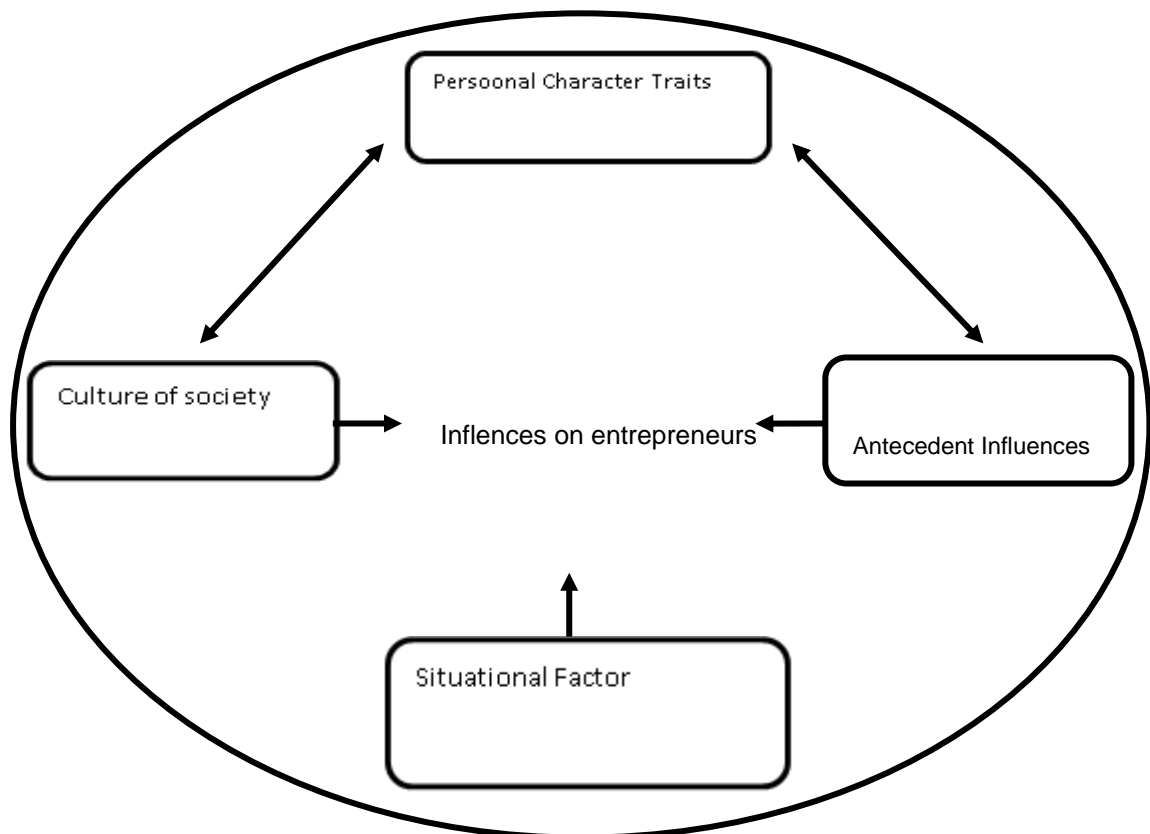 Persoonal Character Traits
Culture of society
Inflences on entrepreneurs
Antecedent Influences
Situational Factor